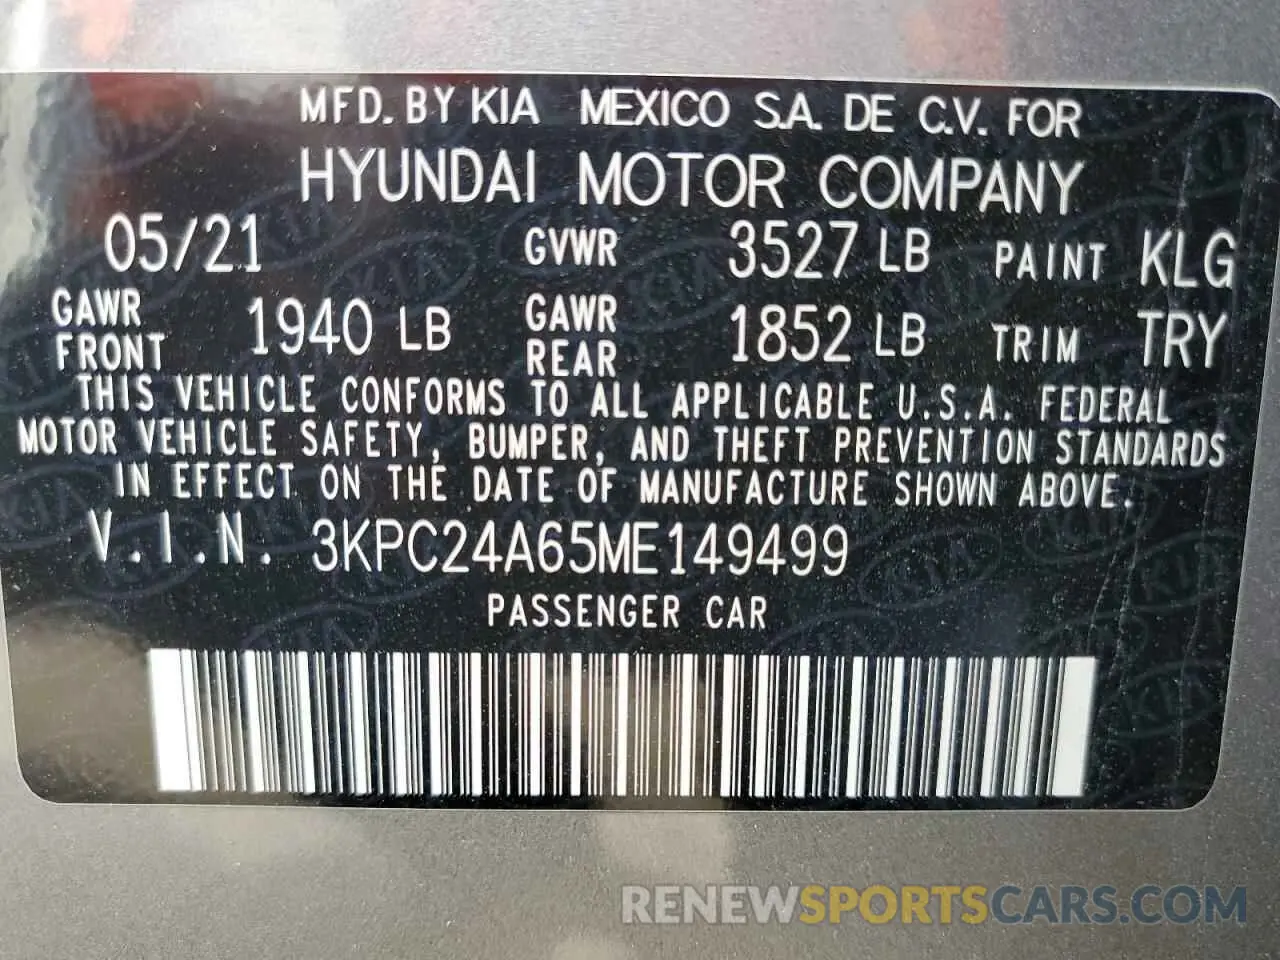 MFD. BY KIA MEXICO S.A. DE C.V. FOR
HYUNDAI MOTOR COMPANY
05/21 GVWR 3527 LB PAINT KLG
GAWR FRONT 1940 LB GAWR REAR 1852 LB TRIM TRY
THIS VEHICLE CONFORMS TO ALL APPLICABLE U.S.A. FEDERAL
MOTOR VEHICLE SAFETY, BUMPER, AND THEFT PREVENTION STANDARDS
IN EFFECT ON THE DATE OF MANUFACTURE SHOWN ABOVE.
V.I.N. 3KPC24A65ME149499
PASSENGER CAR
RENEWSPORTSCARS.COM